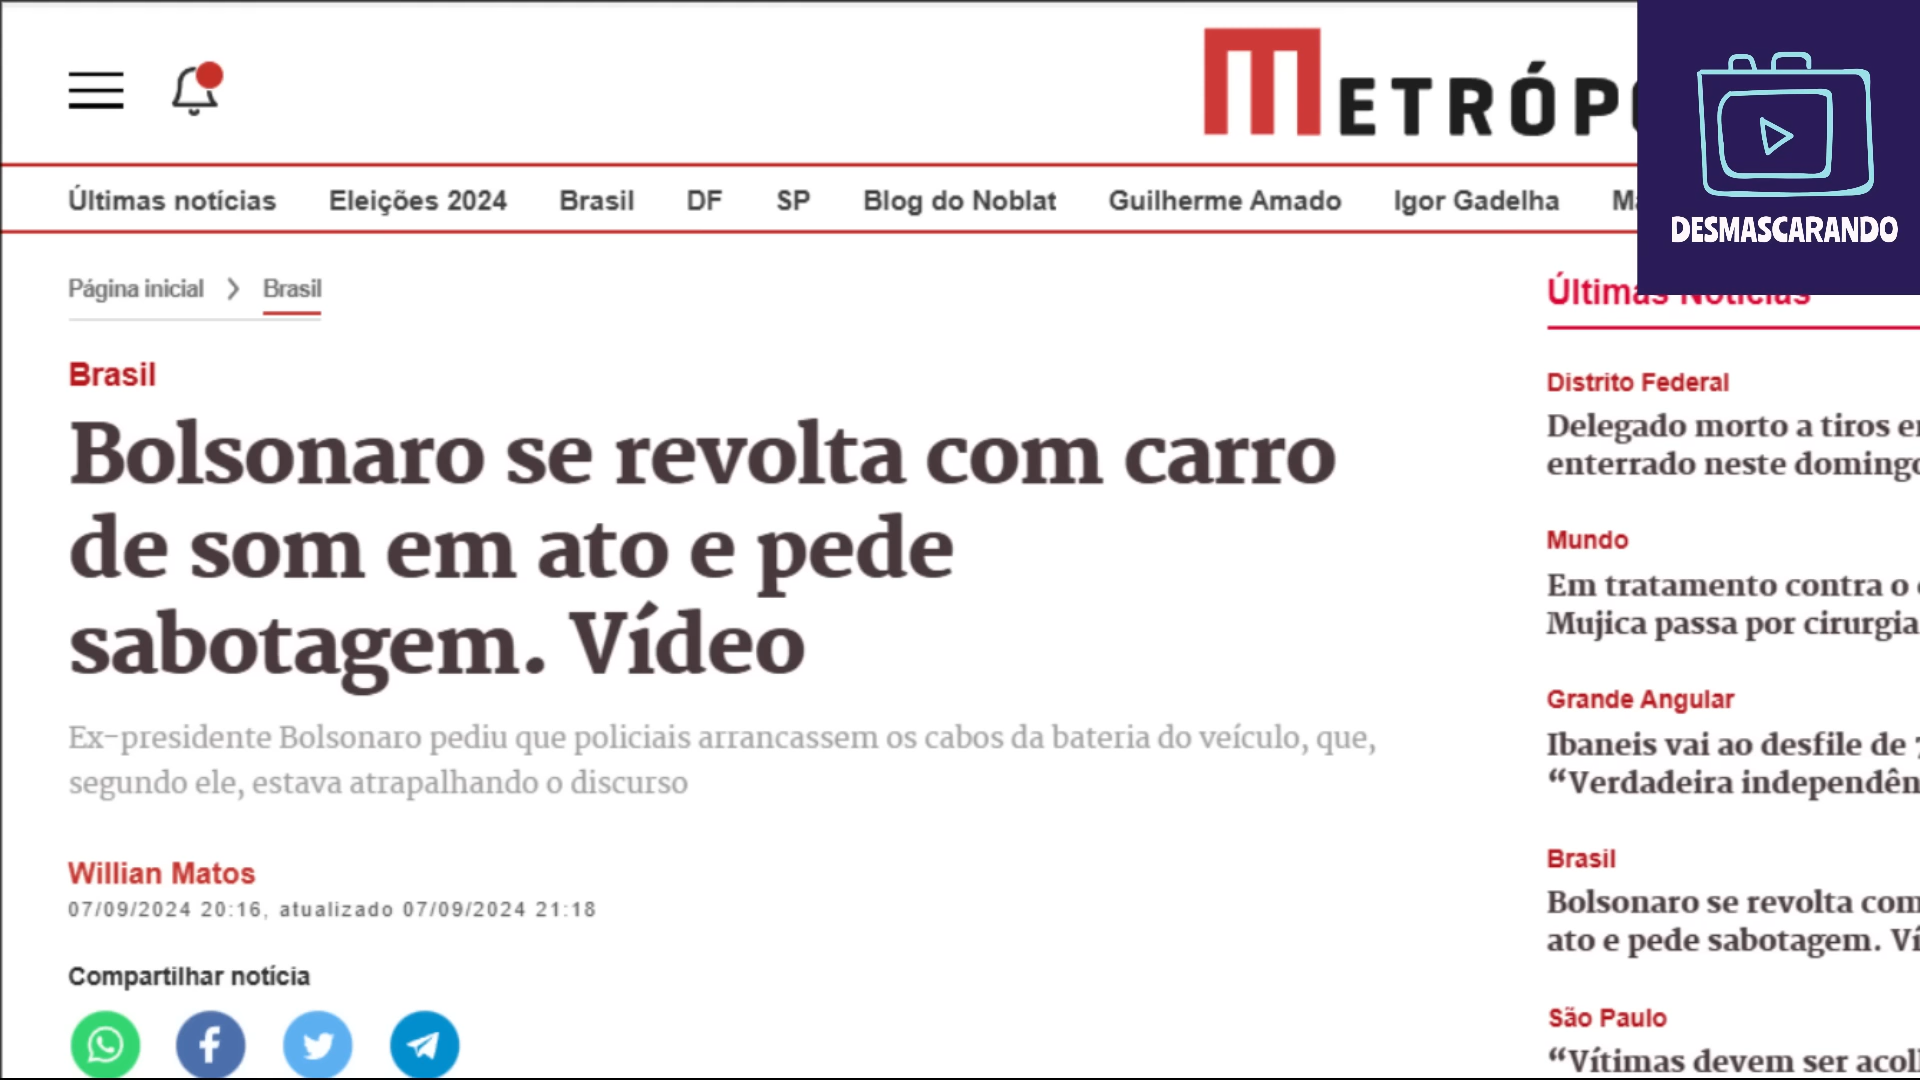 METRÓP
DESMASCARANDO
Últimas notícias Eleições 2024 Brasil DF SP Blog do Noblat Guilherme Amado Igor Gadelha
Página inicial > Brasil
Brasil
Bolsonaro se revolta com carro
de som em ato e pede
sabotagem. Vídeo
Ex-presidente Bolsonaro pediu que policiais arrancassem os cabos da bateria do veículo, que,
segundo ele, estava atrapalhando o discurso
Willian Matos
07/09/2024 20:16, atualizado 07/09/2024 21:18
Compartilhar notícia
Últimas Notícias
Distrito Federal
Delegado morto a tiros
enterrado neste domingo
Mundo
Em tratamento contra o
Mujica passa por cirurgia
Grande Angular
Ibaneis vai ao desfile de
“Verdadeira
Brasil
Bolsonaro se revolta com
ato e pede sabotagem.
São Paulo
“Vítimas devem ser